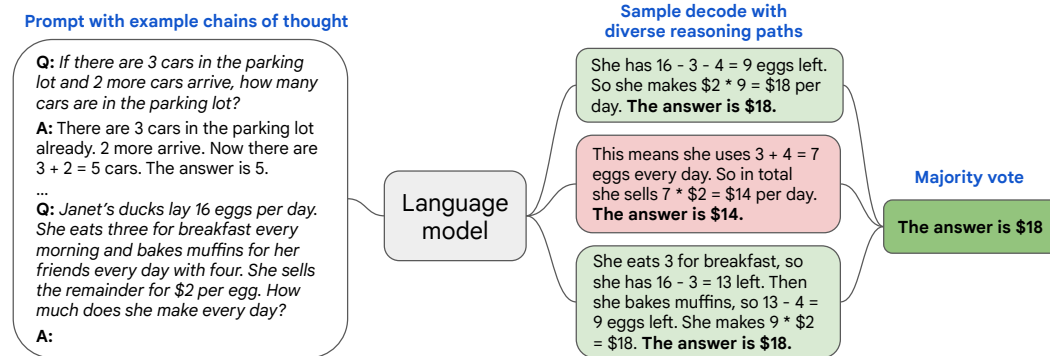 Prompt with example chains of thought
Q: If there are 3 cars in the parking
lot and 2 more cars arrive, how many
cars are in the parking lot?
A: There are 3 cars in the parking lot
already. 2 more arrive. Now there are
3 + 2 = 5 cars. The answer is 5.
...
Q: Janet's ducks lay 16 eggs per day.
She eats three for breakfast every
morning and bakes muffins for her
friends every day with four. She sells
the remainder for $2 per egg. How
much does she make every day?
A:
Language
model
Sample decode with
diverse reasoning paths
She has 16 - 3 - 4 = 9 eggs left.
So she makes $2 * 9 = $18 per
day. The answer is $18.
This means she uses 3 + 4 = 7
eggs every day. So in total
she sells 7 * $2 = $14 per day.
The answer is $14.
She eats 3 for breakfast, so
she has 16 - 3 = 13 left. Then
she bakes muffins, so 13 - 4 =
9 eggs left. She makes 9 * $2
= $18. The answer is $18.
Majority vote
The answer is $18